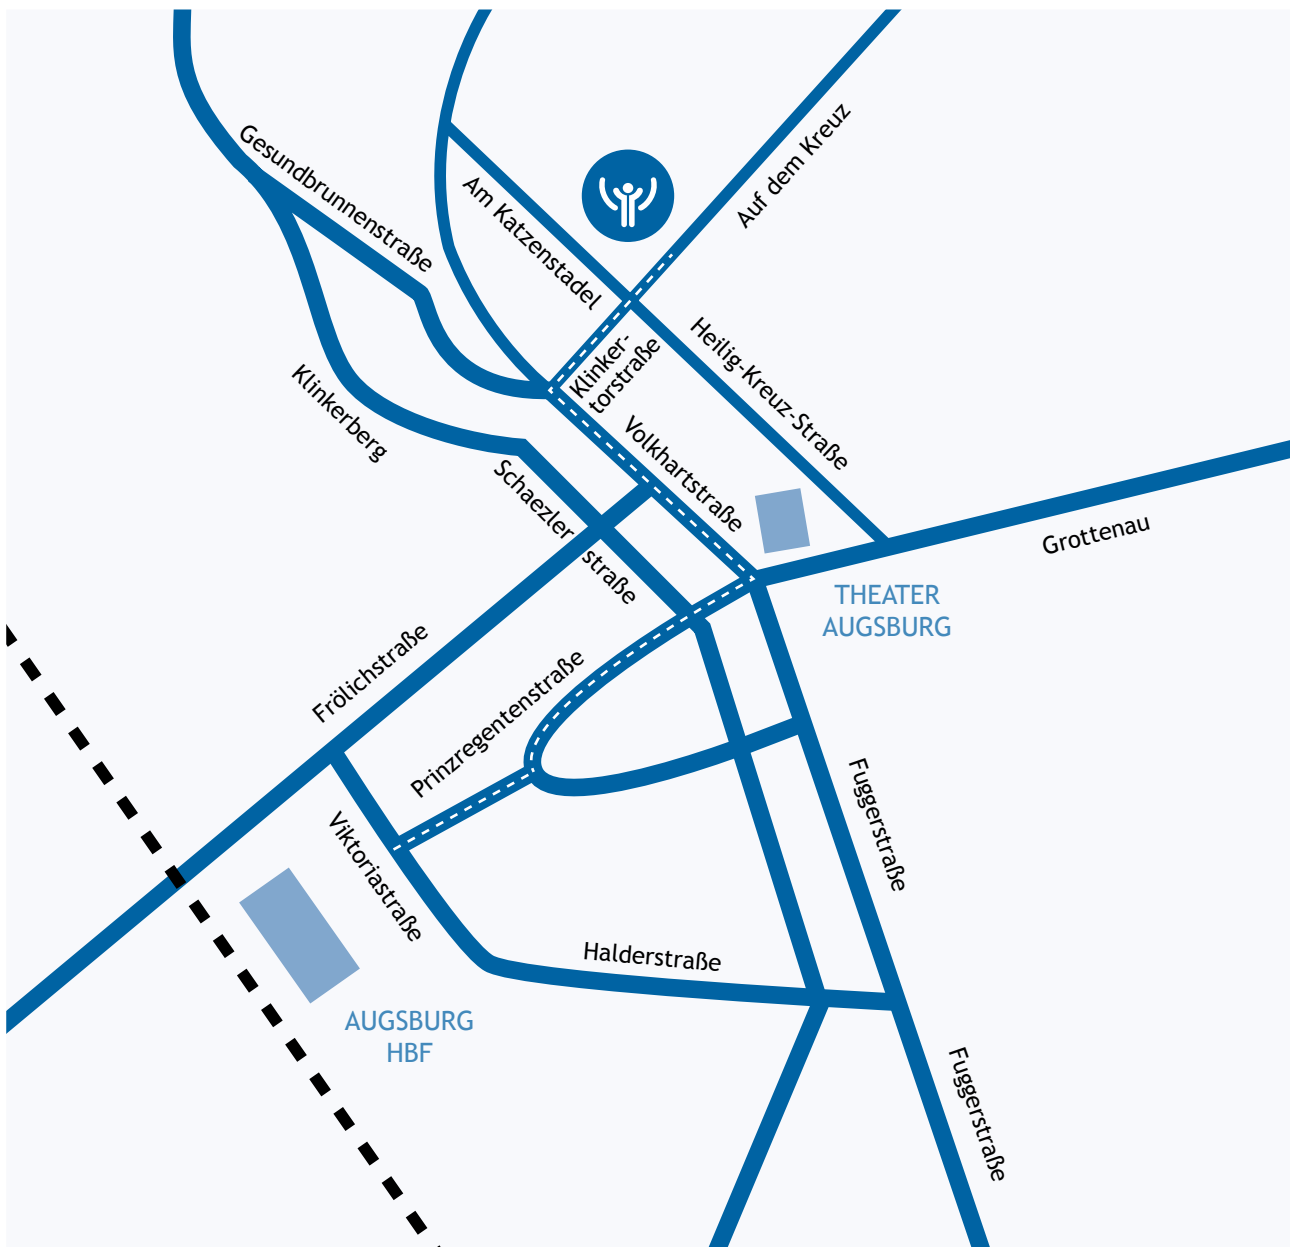 Gesundbrunnenstraße
Auf dem Kreuz
Am Katzenstadel
Klinker-
torstraße
Heilig-Kreuz-Straße
Klinkerberg
Volkhartstraße
Schaezler
straße
Grottenau
THEATER
AUGSBURG
Frölichstraße
Prinzregentenstraße
Fuggerstraße
Viktoriastraße
Halderstraße
AUGSBURG
HBF
Fuggerstraße